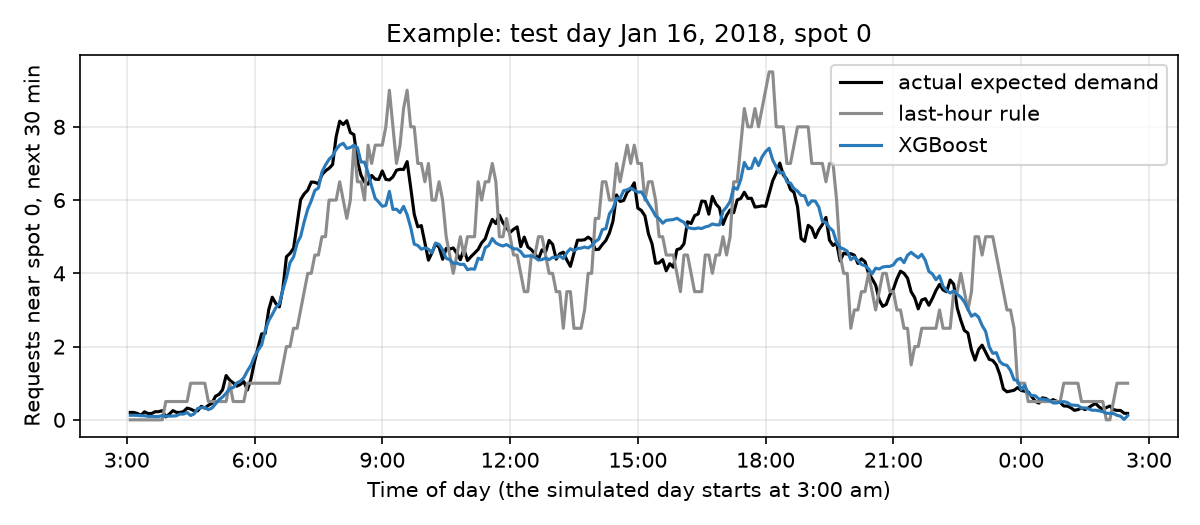 Example: test day Jan 16, 2018, spot 0
Requests near spot 0, next 30 min
8
6
4
2
0
actual expected demand
last-hour rule
XGBoost
3:00 6:00 9:00 12:00 15:00 18:00 21:00 0:00 3:00
Time of day (the simulated day starts at 3:00 am)